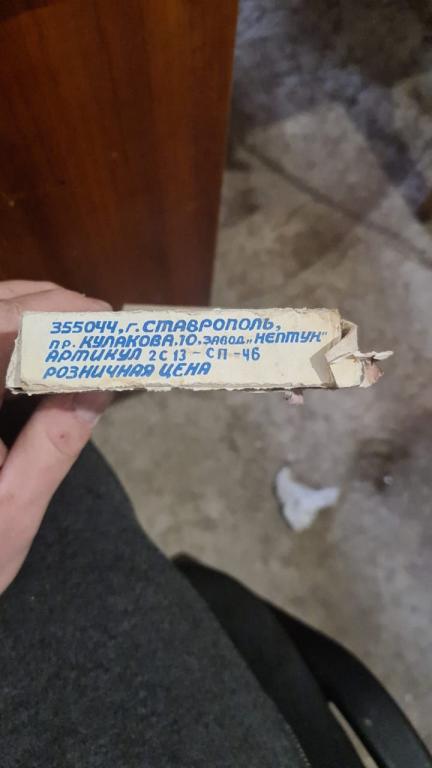 355044, г. СТАВРОПОЛЬ,
пр. КУЛАКОВА, 10, ЗАВОД „НЕПТУН"
АРТИКУЛ 2С13-СП-46
РОЗНИЧНАЯ ЦЕНА